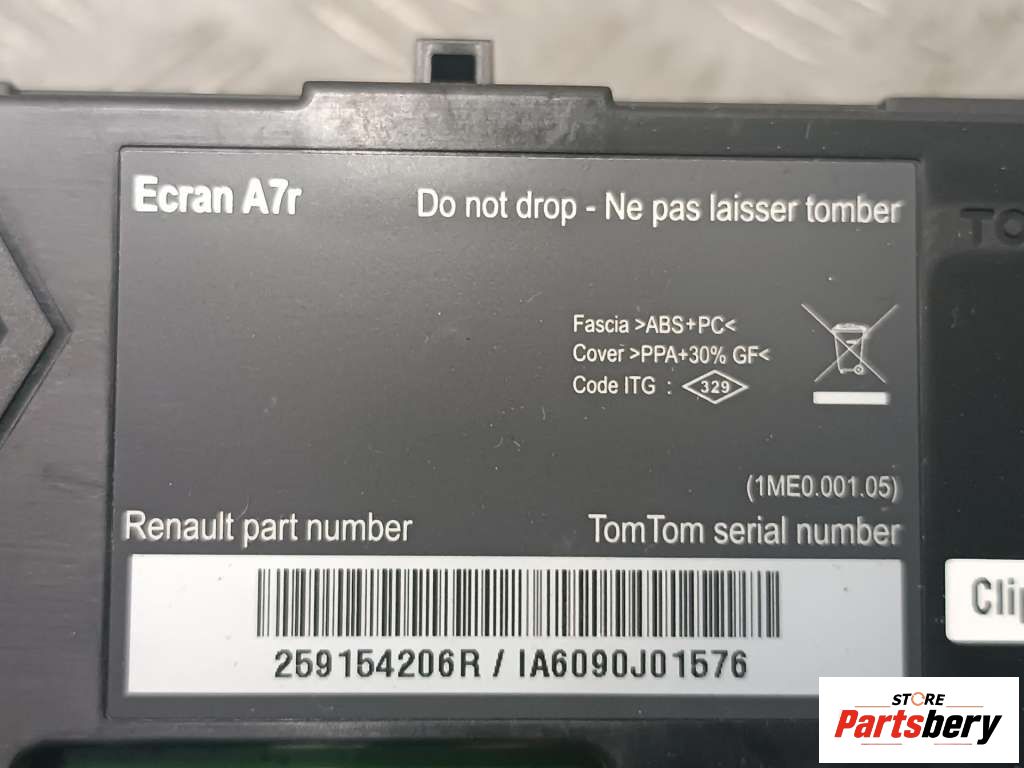 Ecran A7r
Do not drop - Ne pas laisser tomber
TO
Fascia >ABS+PC<
Cover >PPA+30% GF<
Code ITG : 329
(1ME0.001.05)
Renault part number
TomTom serial number
259154206R / IA6090J01576
Clip
STORE
Partsbery